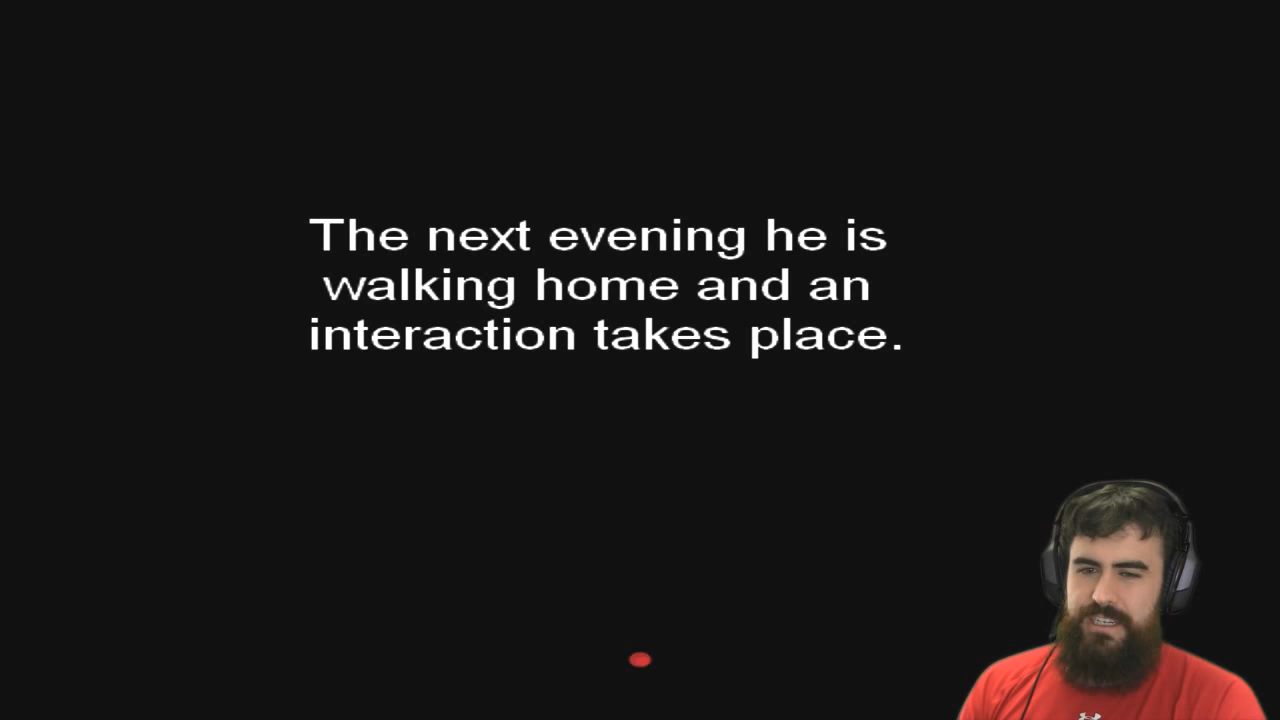 The next evening he is
walking home and an
interaction takes place.